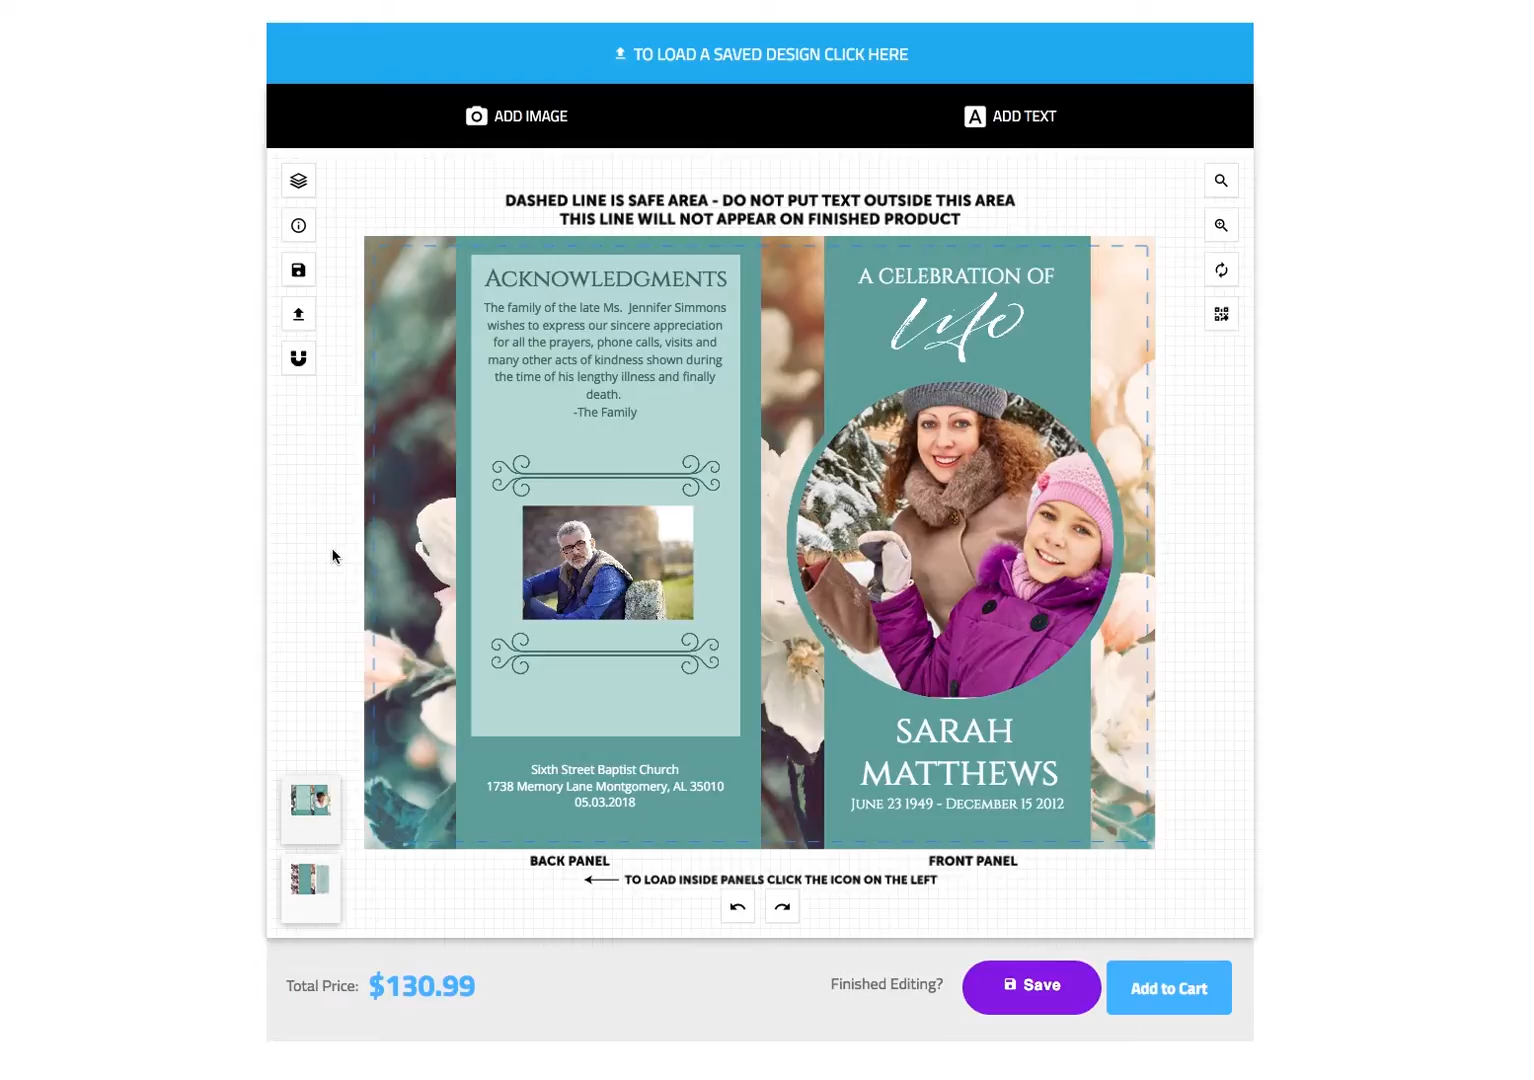 TO LOAD A SAVED DESIGN CLICK HERE
ADD IMAGE
ADD TEXT
DASHED LINE IS SAFE AREA - DO NOT PUT TEXT OUTSIDE THIS AREA
THIS LINE WILL NOT APPEAR ON FINISHED PRODUCT
ACKNOWLEDGMENTS
The family of the late Ms. Jennifer Simmons
wishes to express our sincere appreciation
for all the prayers, phone calls, visits and
many other acts of kindness shown during
the time of his lengthy illness and finally
death.
-The Family
Sixth Street Baptist Church
1738 Memory Lane Montgomery, AL 35010
05.03.2018
A CELEBRATION OF
Life
SARAH
MATTHEWS
JUNE 23 1949 - DECEMBER 15 2012
BACK PANEL
FRONT PANEL
TO LOAD INSIDE PANELS CLICK THE ICON ON THE LEFT
Total Price: $130.99
Finished Editing?
Save
Add to Cart